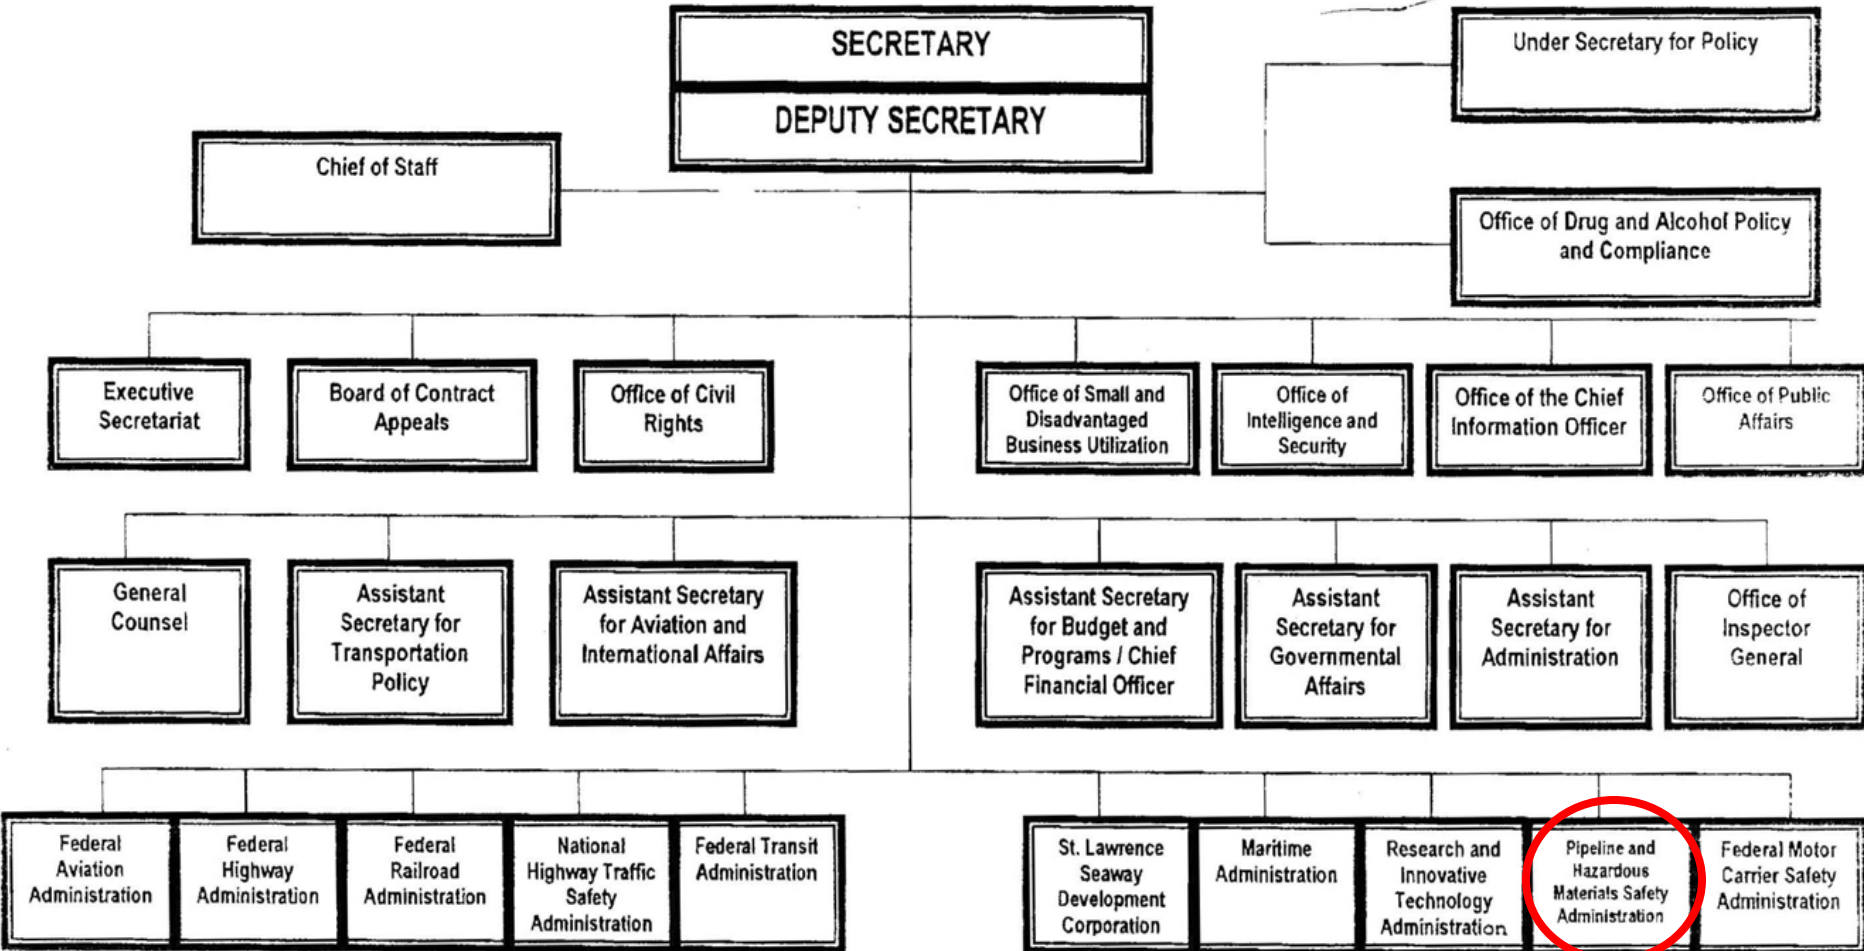 SECRETARY
DEPUTY SECRETARY
Under Secretary for Policy
Chief of Staff
Office of Drug and Alcohol Policy
and Compliance
Executive
Secretariat
Board of Contract
Appeals
Office of Civil
Rights
Office of Small and
Disadvantaged
Business Utilization
Office of
Intelligence and
Security
Office of the Chief
Information Officer
Office of Public
Affairs
General
Counsel
Assistant
Secretary for
Transportation
Policy
Assistant Secretary
for Aviation and
International Affairs
Assistant Secretary
for Budget and
Programs / Chief
Financial Officer
Assistant
Secretary for
Governmental
Affairs
Assistant
Secretary for
Administration
Office of
Inspector
General
Federal
Aviation
Administration
Federal
Highway
Administration
Federal
Railroad
Administration
National
Highway Traffic
Safety
Administration
Federal Transit
Administration
St. Lawrence
Seaway
Development
Corporation
Maritime
Administration
Research and
Innovative
Technology
Administration
Pipeline and
Hazardous
Materials Safety
Administration
Federal Motor
Carrier Safety
Administration